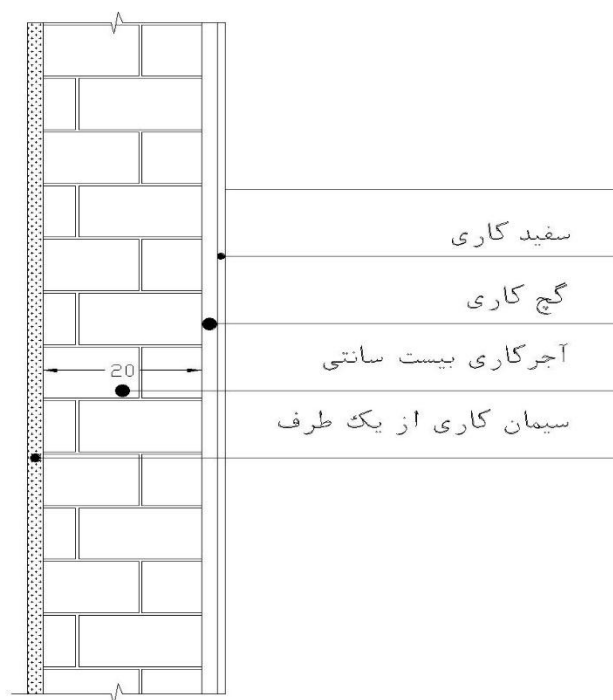 سفید کاری
گچ کاری
آجرکاری بیست سانتی
20
سیمان کاری از یک طرف